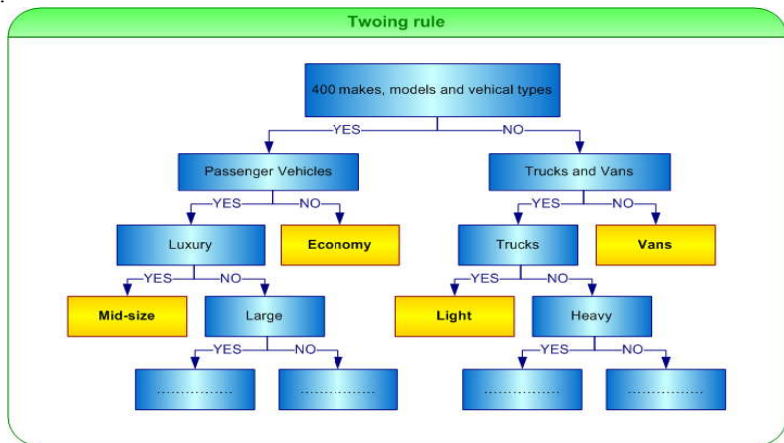 Twoing rule
400 makes, models and vehical types
YES NO
Passenger Vehicles Trucks and Vans
YES NO YES NO
Luxury Economy Trucks Vans
YES NO YES NO
Mid-size Large Light Heavy
YES NO YES NO
.................... .................... .................... ....................